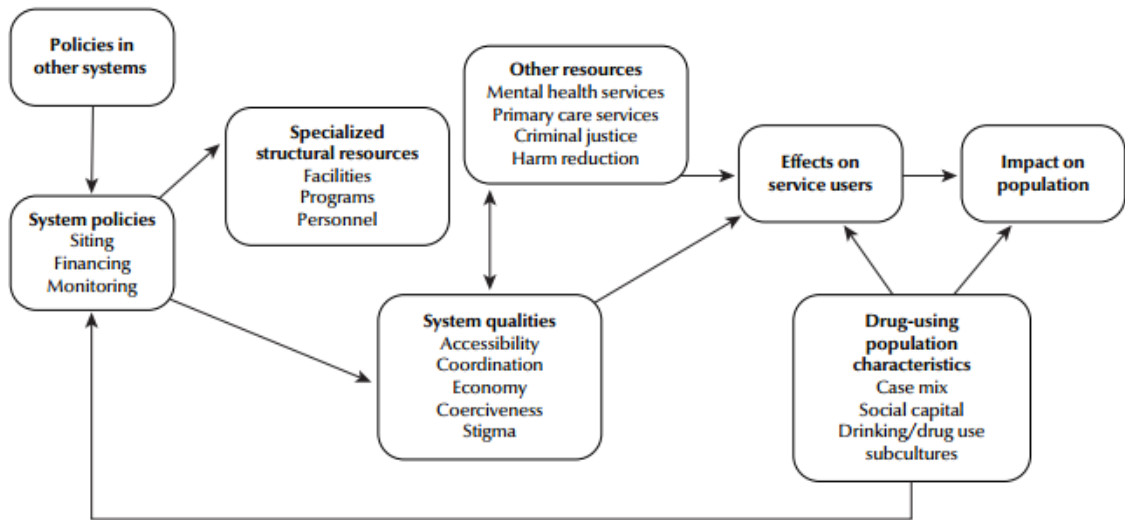 Policies in
other systems
System policies
Siting
Financing
Monitoring
Specialized
structural resources
Facilities
Programs
Personnel
Other resources
Mental health services
Primary care services
Criminal justice
Harm reduction
System qualities
Accessibility
Coordination
Economy
Coerciveness
Stigma
Effects on
service users
Impact on
population
Drug-using
population
characteristics
Case mix
Social capital
Drinking/drug use
subcultures